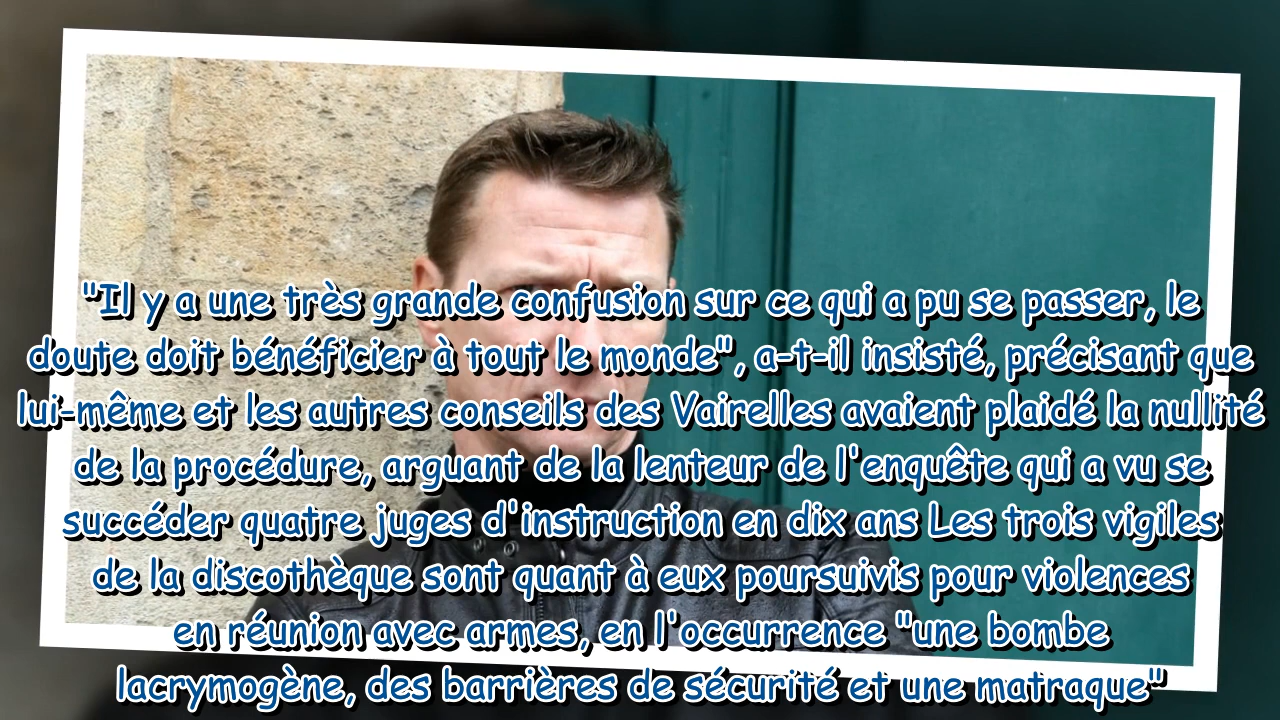 "Il y a une très grande confusion sur ce qui a pu se passer, le
doute doit bénéficier à tout le monde", a-t-il insisté, précisant que
lui-même et les autres conseils des Vairelles avaient plaidé la nullité
de la procédure, arguant de la lenteur de l'enquête qui a vu se
succéder quatre juges d'instruction en dix ans Les trois vigiles
de la discothèque sont quant à eux poursuivis pour violences
en réunion avec armes, en l'occurrence "une bombe
lacrymogène, des barrières de sécurité et une matraque"